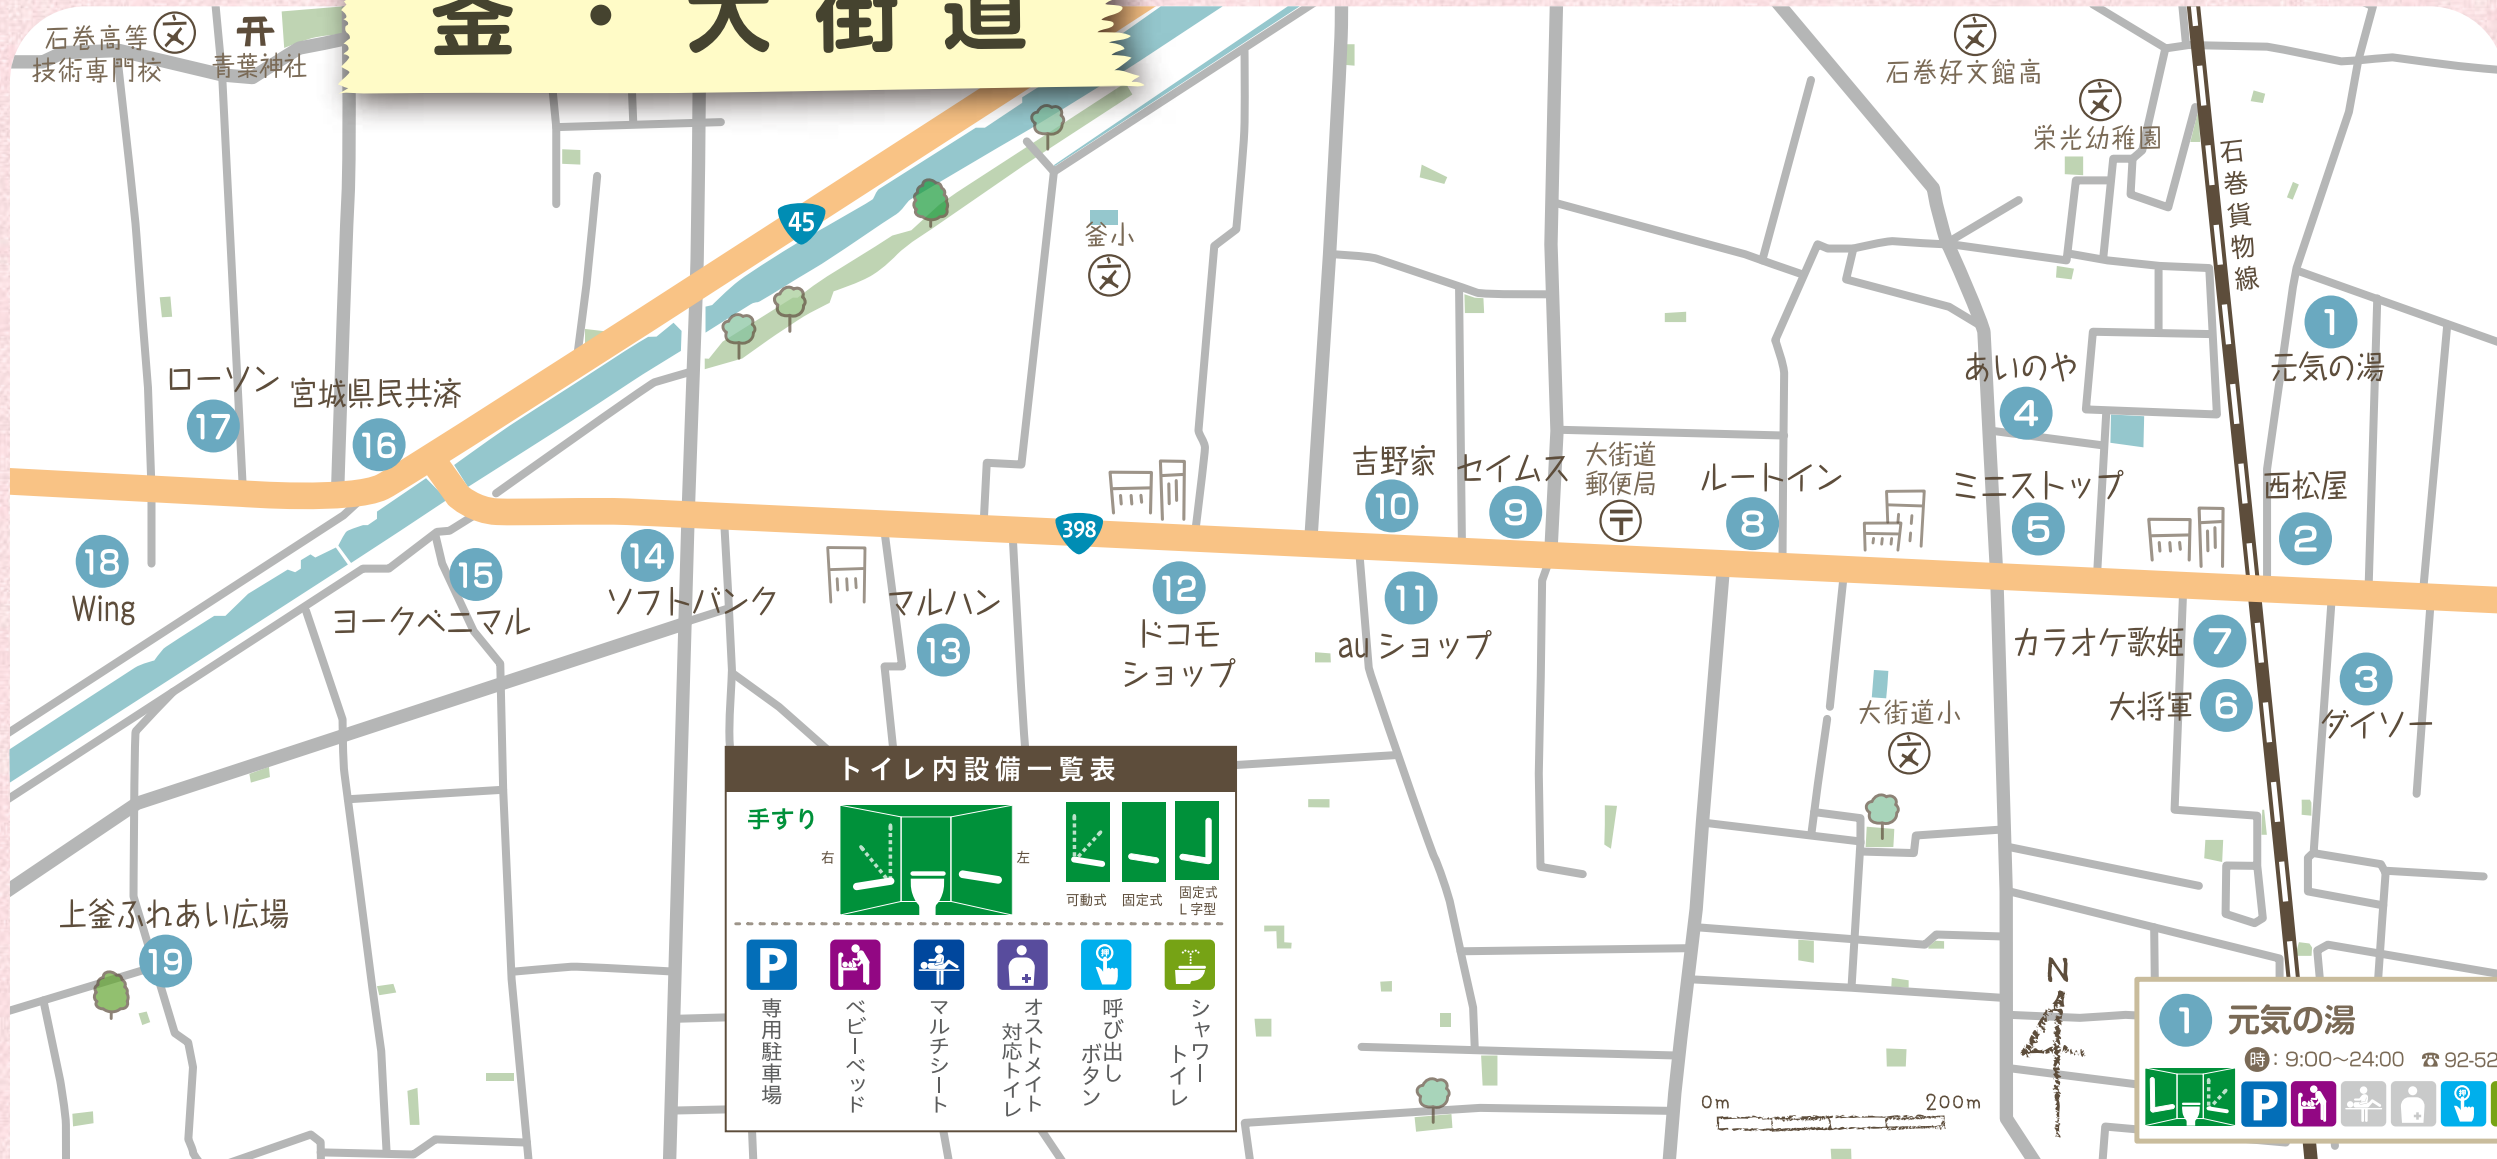 釜・大街道
石巻高等
技術専門校
青葉神社
石巻好文館高
栄光幼稚園
石巻貨物線
45
釜小
1
元気の湯
あいのや
4
ローソン
17
宮城県民共済
16
吉野家
10
セイムス
9
大街道
郵便局
ルートイン
8
ミニストップ
5
西松屋
2
398
18
Wing
15
ヨークベニマル
14
ソフトバンク
マルハン
13
12
ドコモ
ショップ
11
auショップ
カラオケ歌姫
7
大将軍
6
3
ダイソー
大街道小
上釜ふれあい広場
19
トイレ内設備一覧表
手すり
右
左
可動式
固定式
固定式
L字型
P
専用駐車場
ベビーベッド
マルチシート
オストメイト
対応トイレ
呼び出し
ボタン
シャワー
トイレ
N
0m
200m
1
元気の湯
時:9:00〜24:00
☎92-52
P